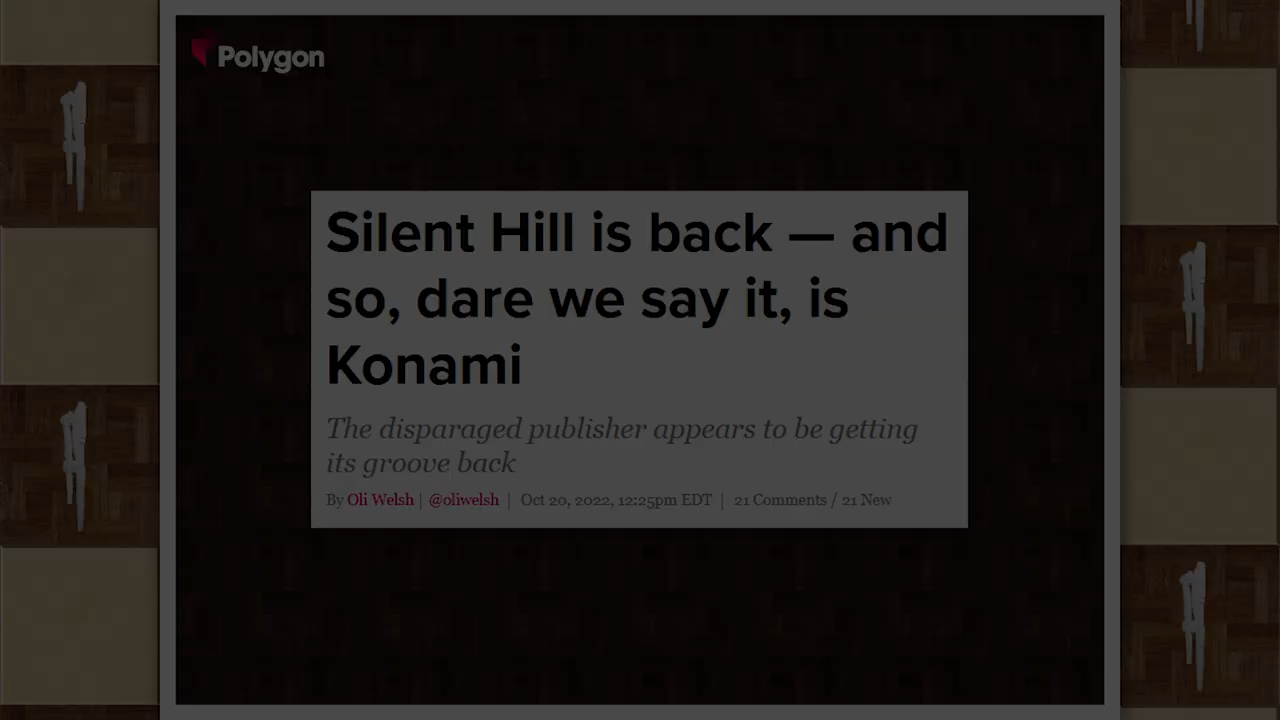 Polygon
Silent Hill is back — and
so, dare we say it, is
Konami
The disparaged publisher appears to be getting
its groove back
By Oli Welsh | @oliwelsh | Oct 20, 2022, 12:25pm EDT | 21 Comments / 21 New